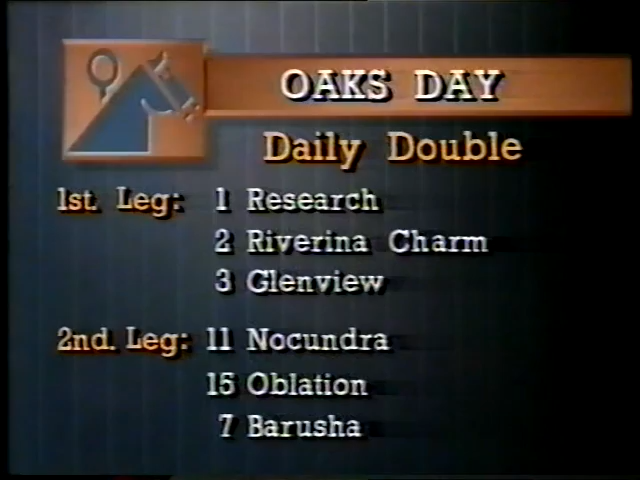 OAKS DAY
Daily Double
1st. Leg: 1 Research
2 Riverina Charm
3 Glenview
2nd. Leg: 11 Nocundra
15 Oblation
7 Barusha